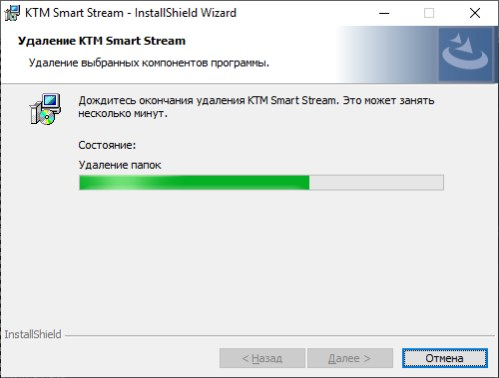 KTM Smart Stream - InstallShield Wizard
Удаление KTM Smart Stream
Удаление выбранных компонентов программы.
Дождитесь окончания удаления KTM Smart Stream. Это может занять
несколько минут.
Состояние:
Удаление папок
InstallShield
< Назад
Далее >
Отмена